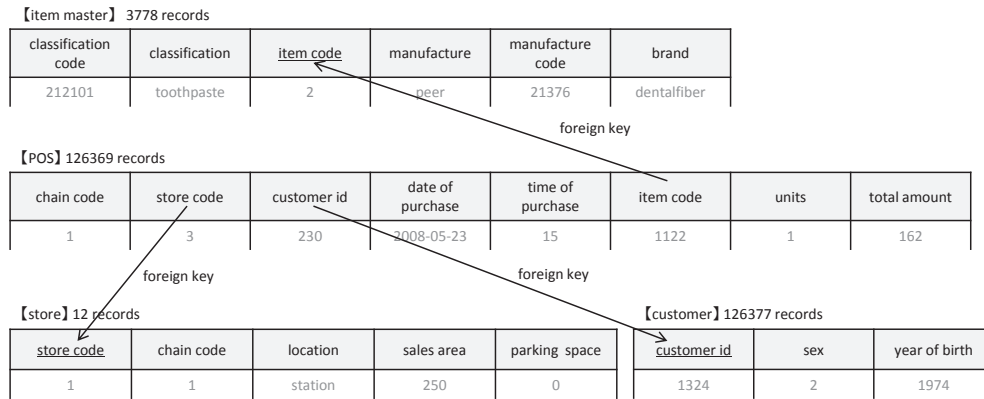 【item master】 3778 records
classification code
classification
item code
manufacture
manufacture code
brand
212101
toothpaste
2
peer
21376
dentalfiber
foreign key
【POS】126369 records
chain code
store code
customer id
date of purchase
time of purchase
item code
units
total amount
1
3
230
2008-05-23
15
1122
1
162
foreign key
foreign key
【store】12 records
store code
chain code
location
sales area
parking space
1
1
station
250
0
【customer】126377 records
customer id
sex
year of birth
1324
2
1974